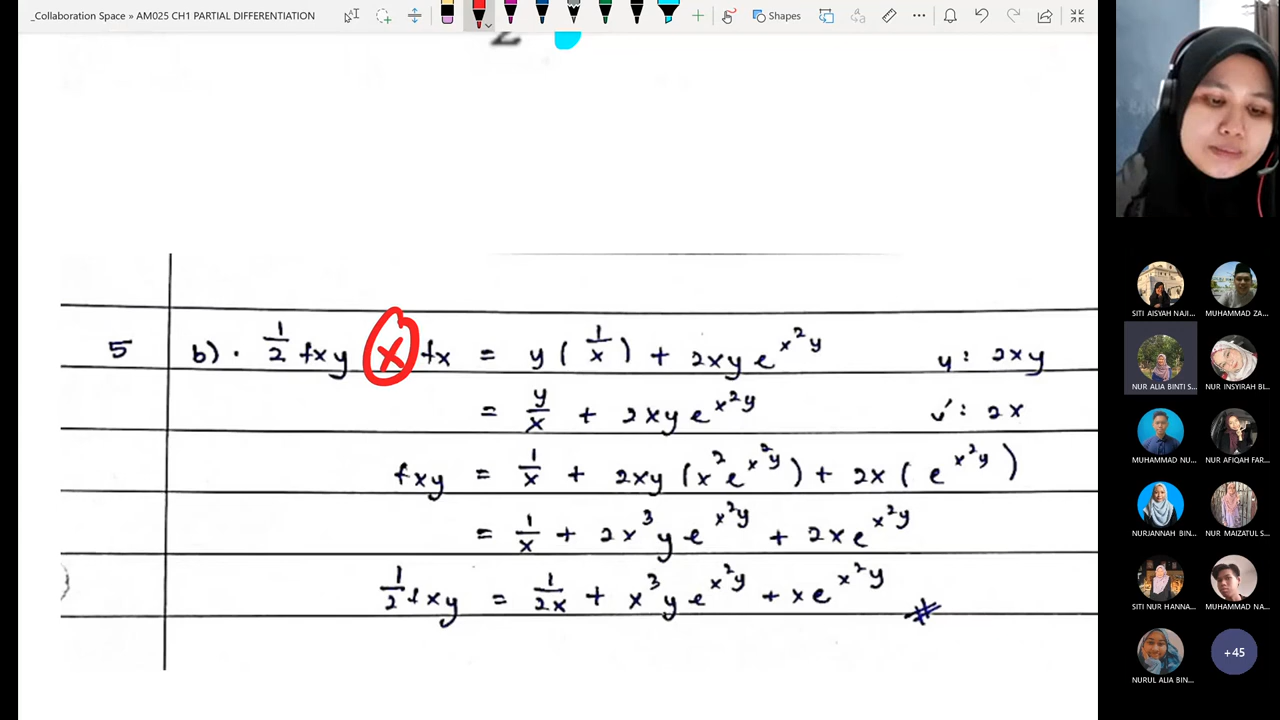 _Collaboration Space » AM025 CH1 PARTIAL DIFFERENTIATION
Shapes
5 b). 1/2 fxy x fx = y(1/x) + 2xye^(x²y) u: 2xy
= y/x + 2xye^(x²y) u': 2x
fxy = 1/x + 2xy(x²e^(x²y)) + 2x(e^(x²y))
= 1/x + 2x³ye^(x²y) + 2xe^(x²y)
1/2 fxy = 1/2x + x³ye^(x²y) + xe^(x²y) #
SITI AISYAH NAJI... MUHAMMAD ZA...
NUR ALIA BINTI S... NUR INSYIRAH BL...
MUHAMMAD NU... NUR AFIQAH FAR...
NURJANNAH BIN... NUR MAIZATUL S...
SITI NUR HANNA... MUHAMMAD NA...
NURUL ALIA BIN... +45